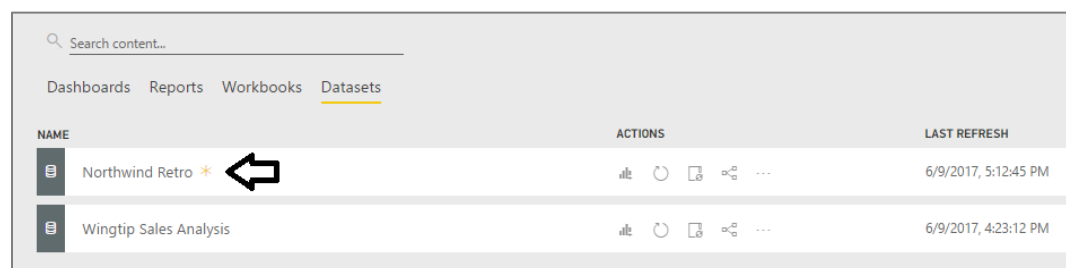 Search content...
Dashboards Reports Workbooks Datasets
NAME ACTIONS LAST REFRESH
Northwind Retro * ... 6/9/2017, 5:12:45 PM
Wingtip Sales Analysis ... 6/9/2017, 4:23:12 PM